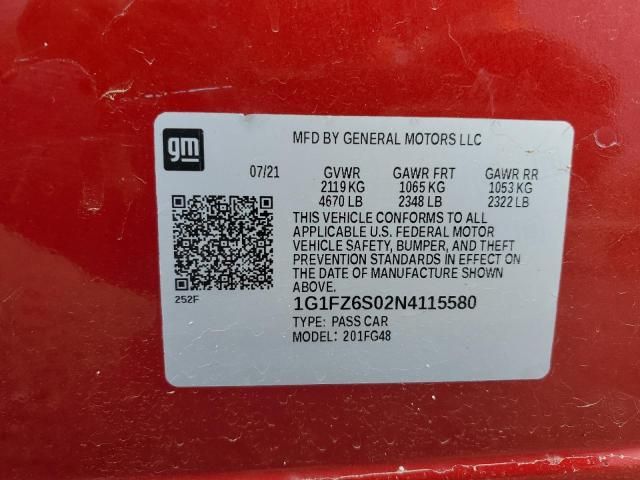 gm
MFD BY GENERAL MOTORS LLC
07/21 GVWR GAWR FRT GAWR RR
2119 KG 1065 KG 1053 KG
4670 LB 2348 LB 2322 LB
THIS VEHICLE CONFORMS TO ALL
APPLICABLE U.S. FEDERAL MOTOR
VEHICLE SAFETY, BUMPER, AND THEFT
PREVENTION STANDARDS IN EFFECT ON
THE DATE OF MANUFACTURE SHOWN
ABOVE.
252F
1G1FZ6S02N4115580
TYPE: PASS CAR
MODEL: 201FG48